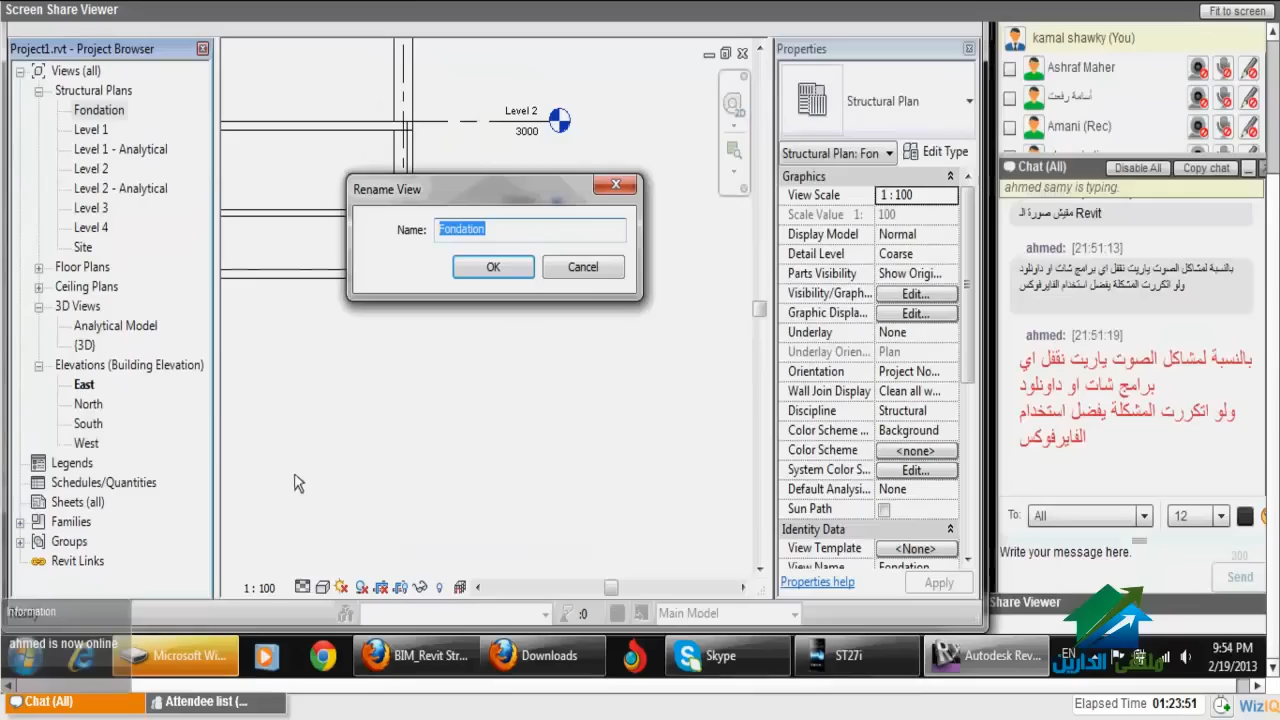 Screen Share Viewer
Fit to screen
Project1.rvt - Project Browser
Views (all)
Structural Plans
Fondation
Level 1
Level 1 - Analytical
Level 2
Level 2 - Analytical
Level 3
Level 4
Site
Floor Plans
Ceiling Plans
3D Views
Analytical Model
{3D}
Elevations (Building Elevation)
East
North
South
West
Legends
Schedules/Quantities
Sheets (all)
Families
Groups
Revit Links
Level 2
3000
Rename View
Name: Fondation
OK Cancel
1 : 100
Properties
Structural Plan
Structural Plan: Fon Edit Type
Graphics
View Scale 1 : 100
Scale Value 1: 100
Display Model Normal
Detail Level Coarse
Parts Visibility Show Origi...
Visibility/Graph... Edit...
Graphic Displa... Edit...
Underlay None
Underlay Orien... Plan
Orientation Project No...
Wall Join Display Clean all w...
Discipline Structural
Color Scheme ... Background
Color Scheme <none>
System Color S... Edit...
Default Analysi... None
Sun Path
Identity Data
View Template <None>
View Name Fondation
Properties help Apply
:0 Main Model
kamal shawky (You)
Ashraf Maher
أسامة رفعت
Amani (Rec)
Chat (All) Disable All Copy chat
ahmed samy is typing.
مفيش صورة الـ Revit
ahmed: [21:51:13]
بالنسبة لمشاكل الصوت ياريت نقفل اي برامج شات او داونلود
ولو اتكررت المشكلة يفضل استخدام الفايرفوكس
ahmed: [21:51:19]
بالنسبة لمشاكل الصوت ياريت نقفل اي
برامج شات او داونلود
ولو اتكررت المشكلة يفضل استخدام
الفايرفوكس
To: All 12
Write your message here.
300
Send
Share Viewer
Information
ahmed is now online
Microsoft Wi...
BIM_Revit Str...
Downloads
Skype
ST27i
Autodesk Rev...
EN
9:54 PM
2/19/2013
ملتقى الدارين
Chat (All) Attendee list (...
Elapsed Time 01:23:51
WizIQ